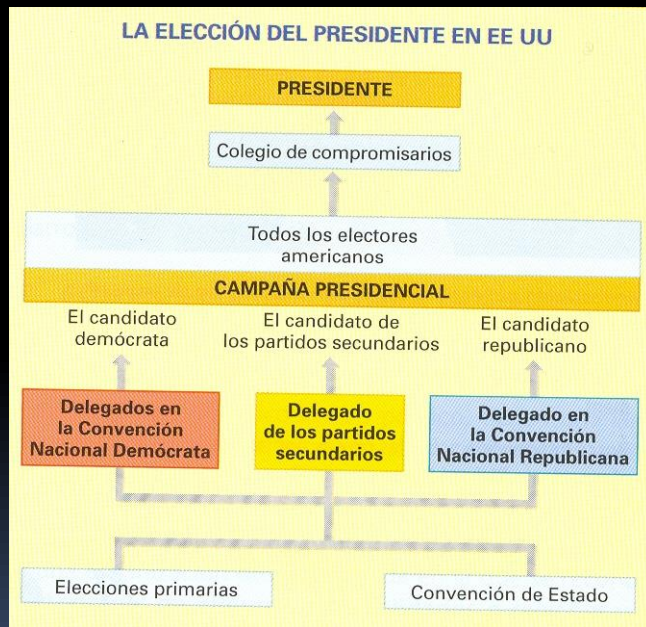 LA ELECCIÓN DEL PRESIDENTE EN EE UU
PRESIDENTE
Colegio de compromisarios
Todos los electores
americanos
CAMPAÑA PRESIDENCIAL
El candidato
demócrata
El candidato de
los partidos secundarios
El candidato
republicano
Delegados en
la Convención
Nacional Demócrata
Delegado
de los partidos
secundarios
Delegado en
la Convención
Nacional Republicana
Elecciones primarias
Convención de Estado